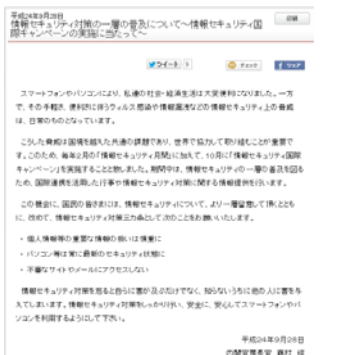 平成24年9月28日
情報セキュリティ対策の一層の普及について～情報セキュリティ国
際キャンペーンの実施に当たって～
印刷
ツイート 5
チェック
シェア
スマートフォンやパソコンにより、私達の社会・経済生活は大変便利になりました。一方
で、その手軽さ、便利さに伴うウィルス感染や情報漏洩などの情報セキュリティ上の脅威
は、日常のものとなっています。
こうした脅威は国境を越えた共通の課題であり、世界で協力して取り組むことが重要で
す。このため、毎年2月の「情報セキュリティ月間」に加えて、10月に「情報セキュリティ国際
キャンペーン」を実施することと致しました。期間中は、情報セキュリティの一層の普及を図る
ため、国際連携を活用した行事や情報セキュリティ対策に関する情報提供を行います。
この機会に、国民の皆さまには、情報セキュリティについて、より一層留意して頂くととも
に、改めて、情報セキュリティ対策三カ条として次のことをお願いいたします。
・個人情報等の重要な情報の扱いは慎重に
・パソコン等は常に最新のセキュリティ状態に
・不審なサイトやメールにアクセスしない
情報セキュリティ対策を怠ると自らに害が及ぶだけでなく、知らないうちに他の人に害を与
えてしまいます。情報セキュリティ対策をしっかり行い、安全に、安心してスマートフォンやパ
ソコンを利用するようにして下さい。
平成24年9月28日
内閣官房長官 藤村 修